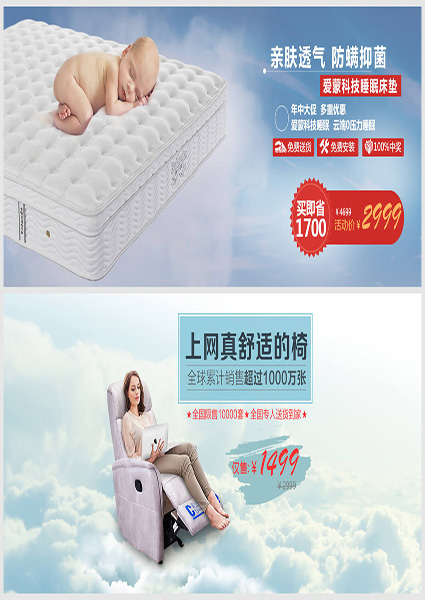 亲肤透气 防螨抑菌
爱蒙科技睡眠床垫
年中大促 多重优惠
爱蒙科技睡眠 云端0压力睡眠
免费送货 免费安装 100%中奖
买即省
1700
¥4699
活动价¥2999
上网真舒适的椅
全球累计销售超过1000万张
★全国限售10000套★全国专人送货到家★
仅售:¥1499
¥2999